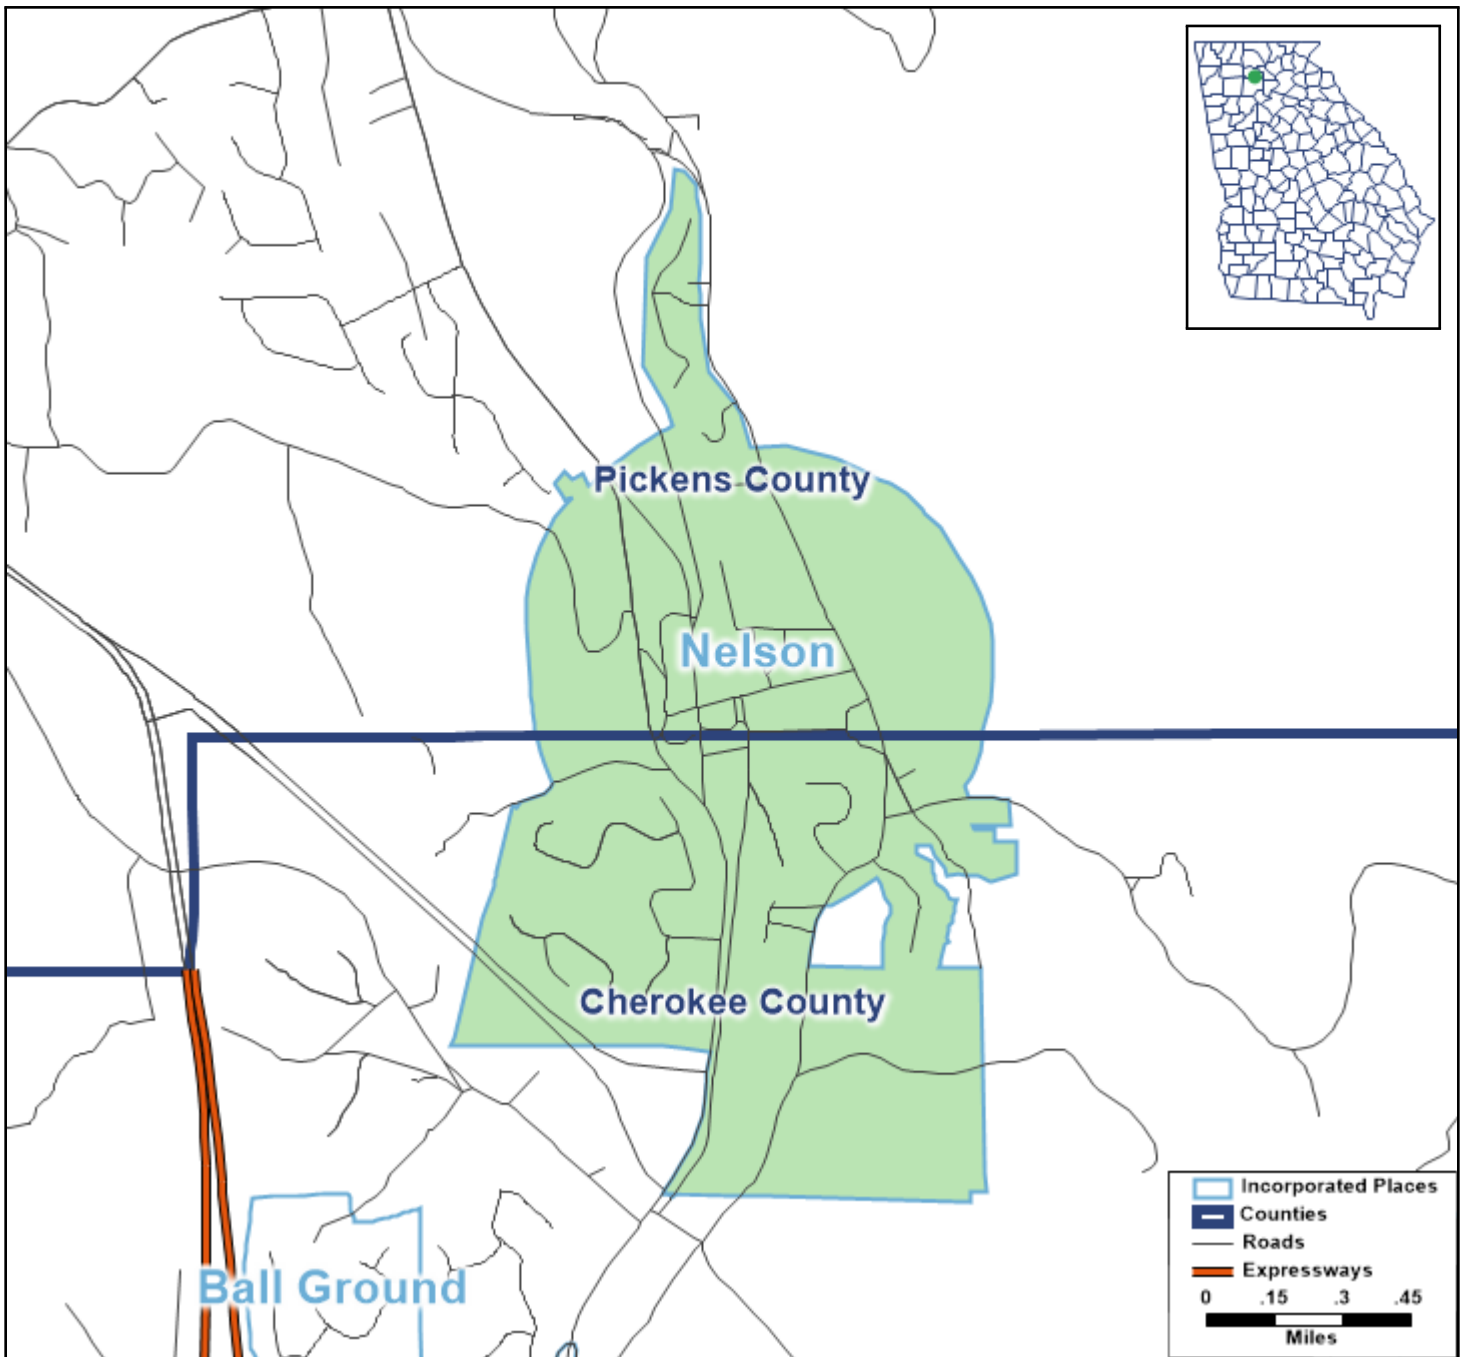 Pickens County
Nelson
Cherokee County
Ball Ground
Incorporated Places
Counties
Roads
Expressways
0 .15 .3 .45
Miles